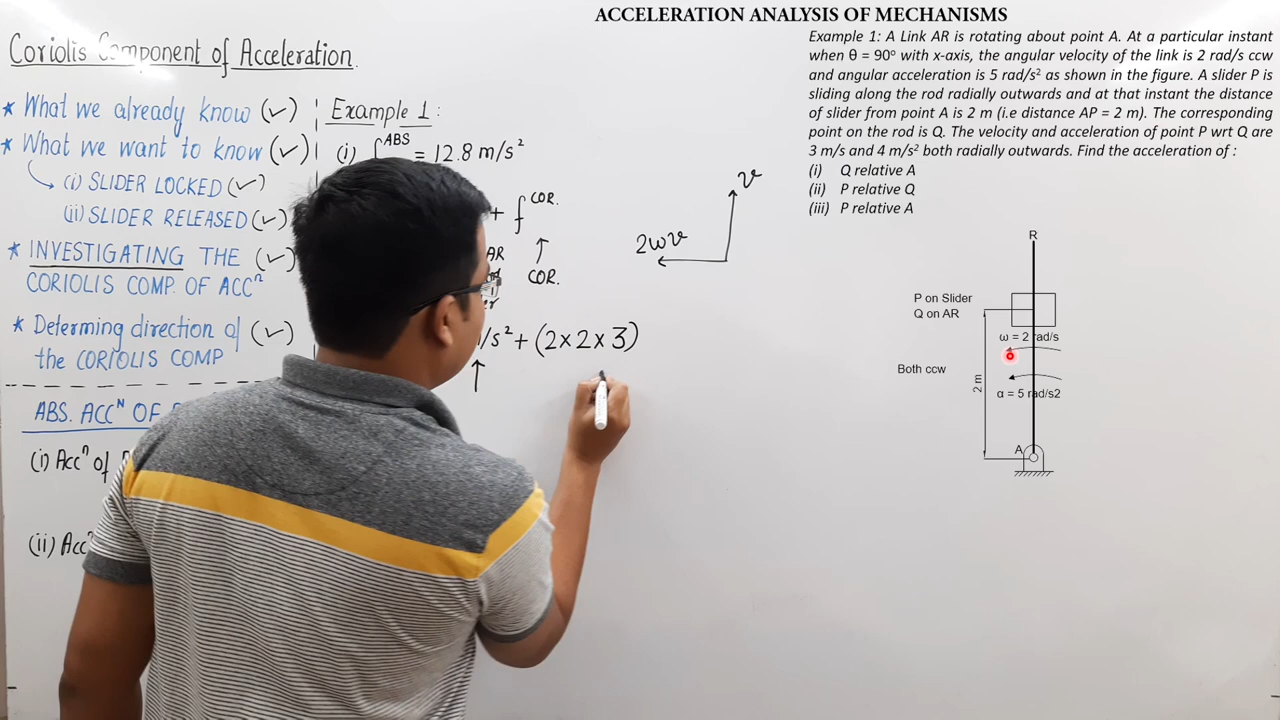 ACCELERATION ANALYSIS OF MECHANISMS
Coriolis Component of Acceleration.
* What we already know (✓)
* What we want to know (✓)
(i) SLIDER LOCKED (✓)
(ii) SLIDER RELEASED (✓)
* INVESTIGATING THE (✓)
CORIOLIS COMP. OF ACCⁿ
* Determing direction of (✓)
the CORIOLIS COMP
ABS. ACCᴺ OF
(i) Accⁿ of
(ii) Accⁿ
Example 1:
(i) f ABS = 12.8 m/s²
+ f COR.
AR ↑
COR.
/s² + (2×2×3)
↑
v
2ωv
Example 1: A Link AR is rotating about point A. At a particular instant
when θ = 90° with x-axis, the angular velocity of the link is 2 rad/s ccw
and angular acceleration is 5 rad/s² as shown in the figure. A slider P is
sliding along the rod radially outwards and at that instant the distance
of slider from point A is 2 m (i.e distance AP = 2 m). The corresponding
point on the rod is Q. The velocity and acceleration of point P wrt Q are
3 m/s and 4 m/s² both radially outwards. Find the acceleration of :
(i) Q relative A
(ii) P relative Q
(iii) P relative A
R
P on Slider
Q on AR
ω = 2 rad/s
Both ccw
2 m
α = 5 rad/s2
A